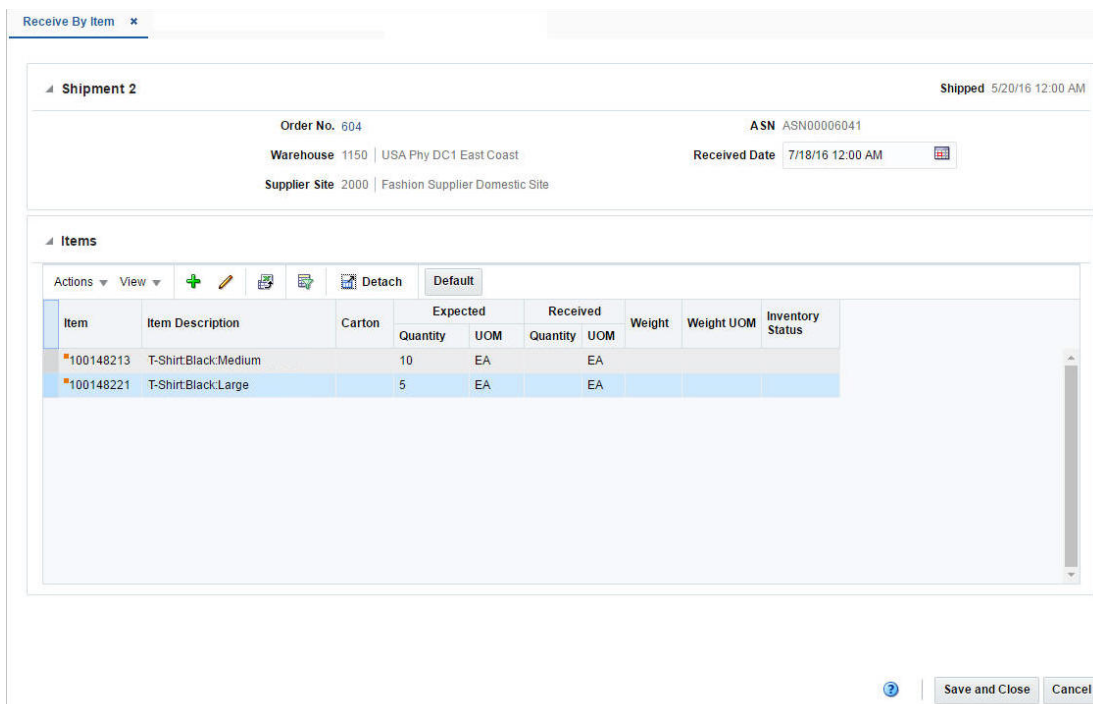 Receive By Item ×
Shipment 2 Shipped 5/20/16 12:00 AM
Order No. 604 ASN ASN00006041
Warehouse 1150 USA Phy DC1 East Coast Received Date 7/18/16 12:00 AM
Supplier Site 2000 Fashion Supplier Domestic Site
Items
Actions View Detach Default
Item Item Description Carton Expected Received Weight Weight UOM Inventory Status
Quantity UOM Quantity UOM
100148213 T-Shirt:Black:Medium 10 EA EA
100148221 T-Shirt:Black:Large 5 EA EA
? Save and Close Cancel